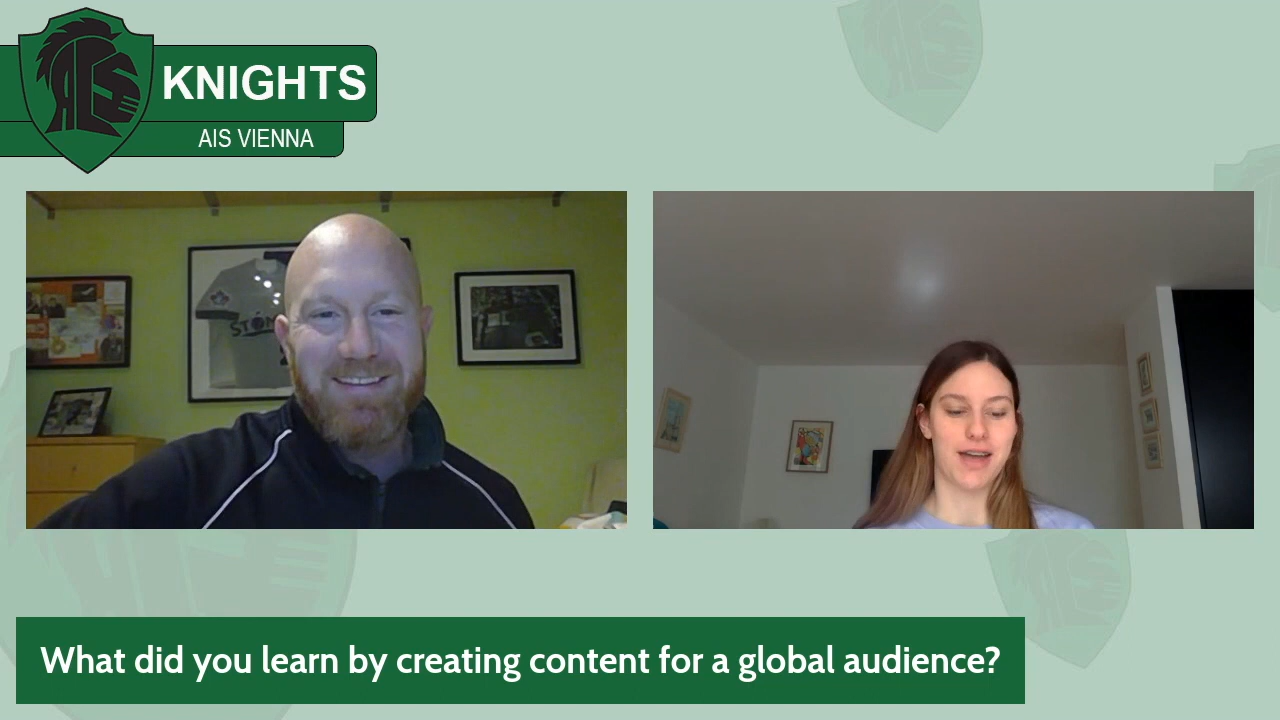 AIS
KNIGHTS
AIS VIENNA
What did you learn by creating content for a global audience?